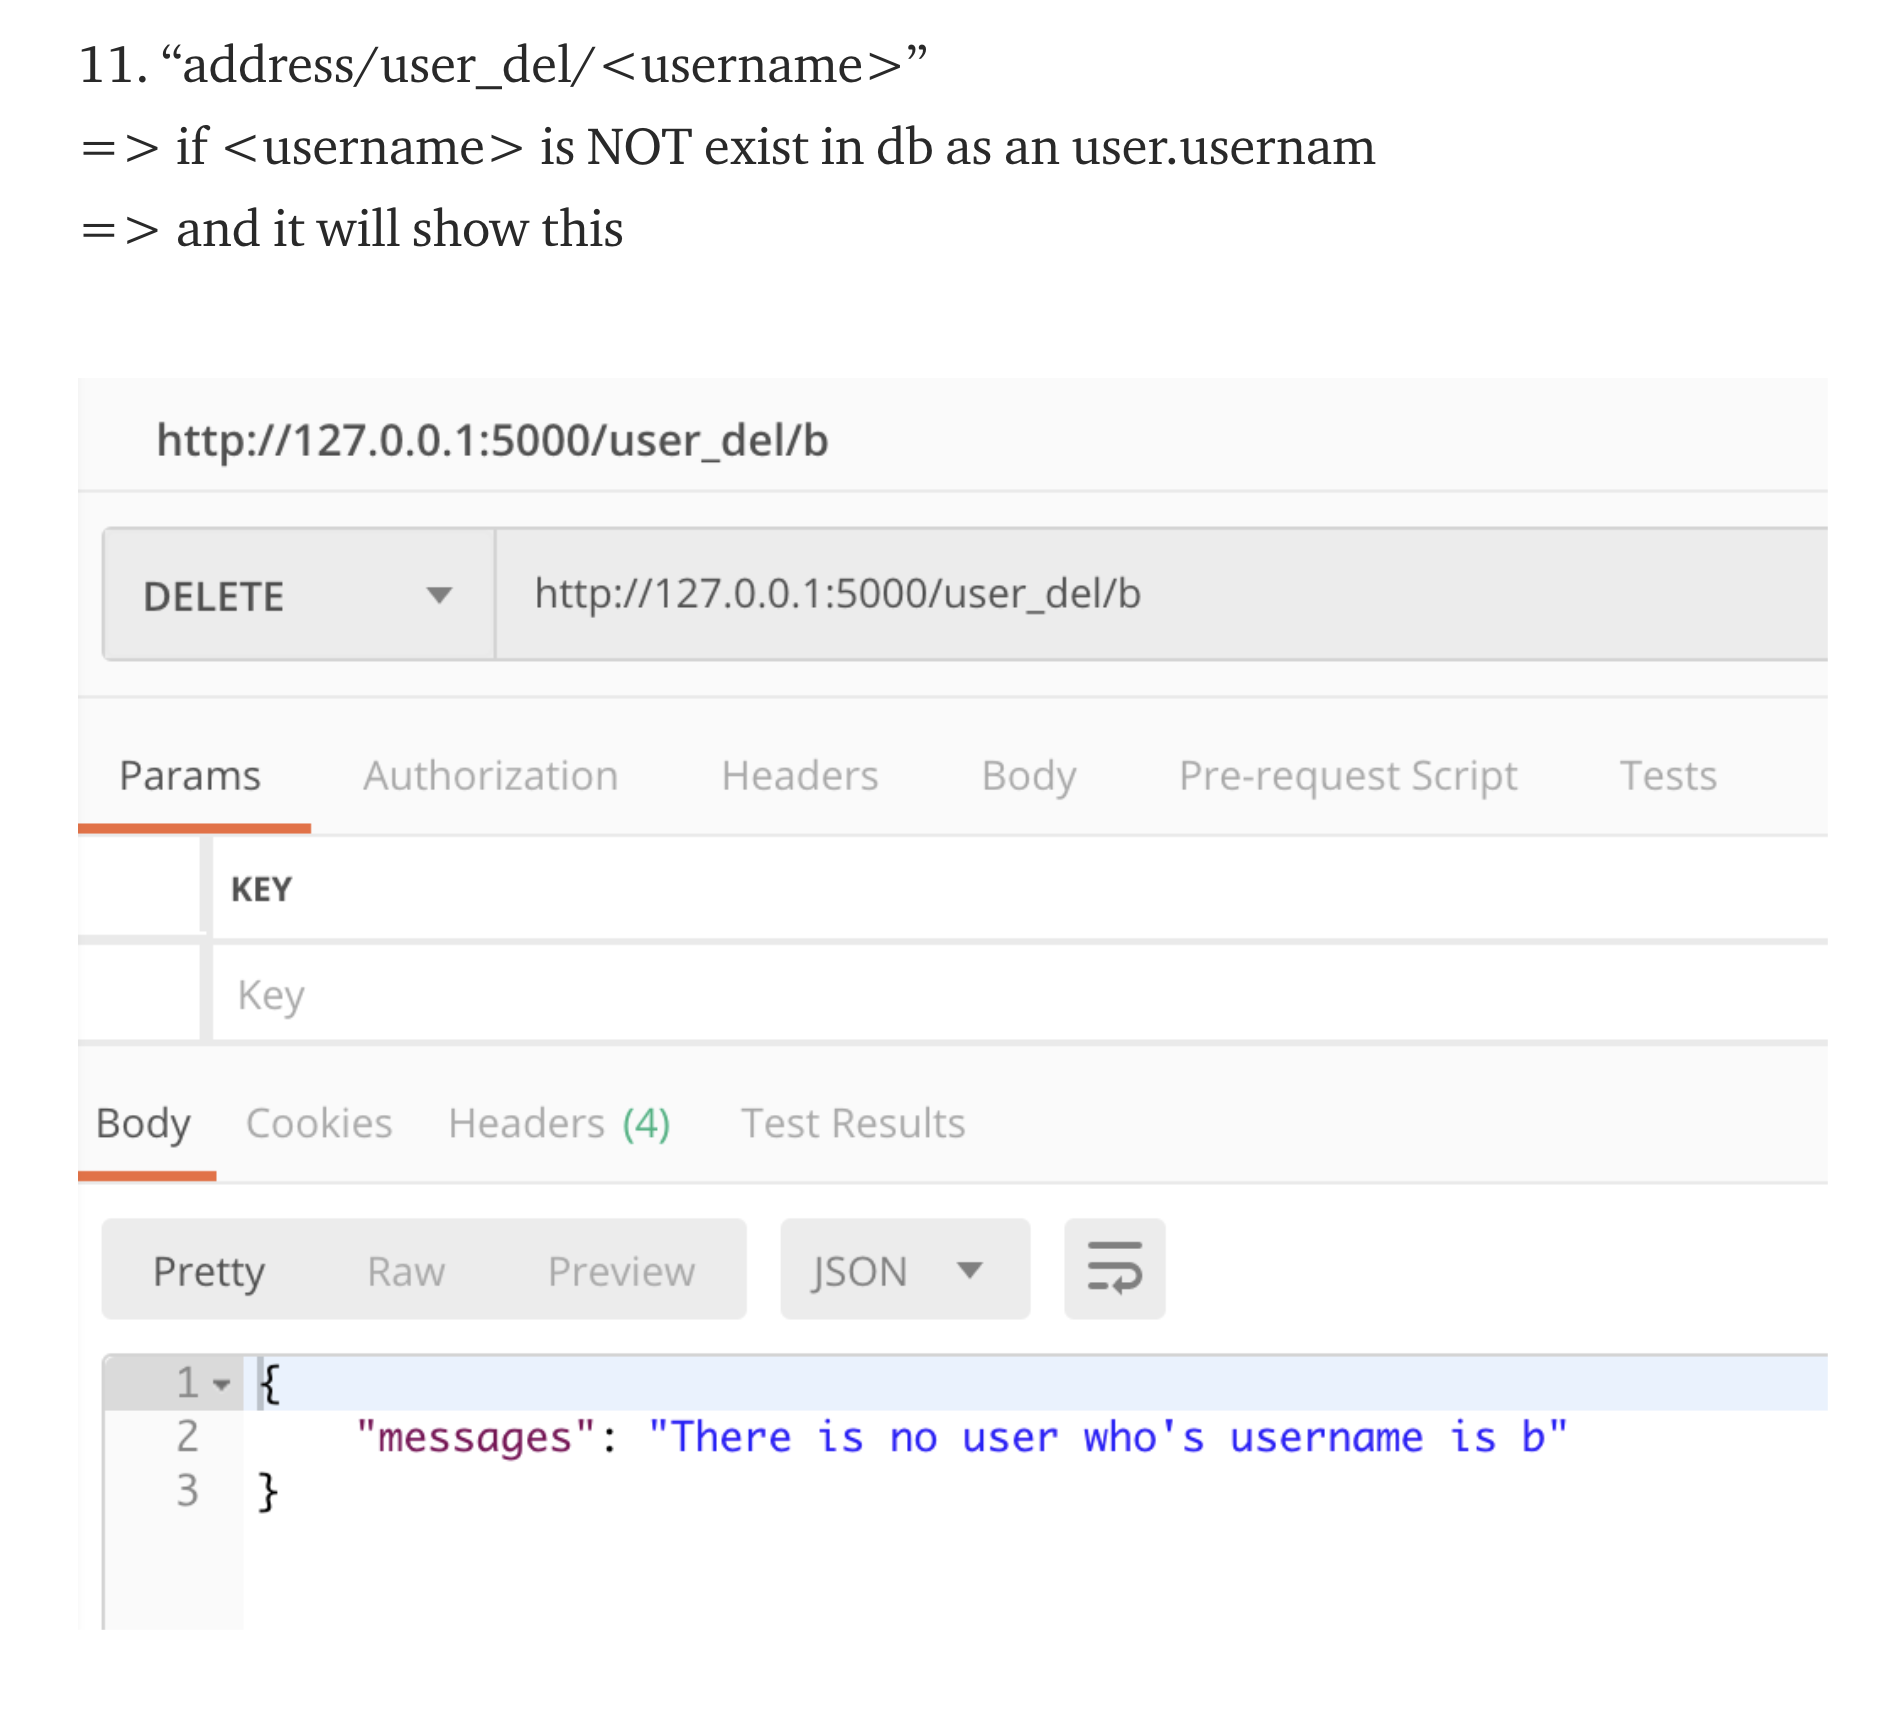 11. “address/user_del/<username>”
=> if <username> is NOT exist in db as an user.usernam
=> and it will show this
http://127.0.0.1:5000/user_del/b
DELETE http://127.0.0.1:5000/user_del/b
Params Authorization Headers Body Pre-request Script Tests
KEY
Key
Body Cookies Headers (4) Test Results
Pretty Raw Preview JSON
1 {
2 "messages": "There is no user who's username is b"
3 }